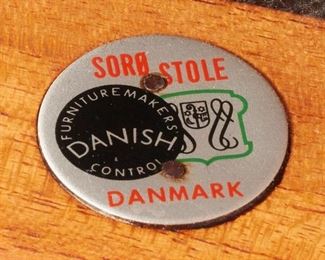 SORØ STOLE
FURNITUREMAKERS'
DANISH
CONTROL
DANMARK